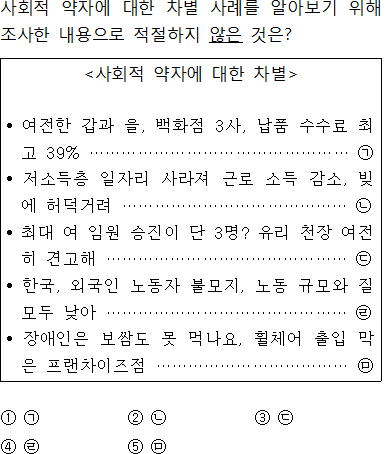 사회적 약자에 대한 차별 사례를 알아보기 위해
조사한 내용으로 적절하지 않은 것은?
<사회적 약자에 대한 차별>
• 여전한 갑과 을, 백화점 3사, 납품 수수료 최
고 39% ································ ㉠
• 저소득층 일자리 사라져 근로 소득 감소, 빚
에 허덕거려 ································ ㉡
• 최대 여 임원 승진이 단 3명? 유리 천장 여전
히 견고해 ································ ㉢
• 한국, 외국인 노동자 불모지, 노동 규모와 질
모두 낮아 ································ ㉣
• 장애인은 보쌈도 못 먹나요, 휠체어 출입 막
은 프랜차이즈점 ································ ㉤
① ㉠ ② ㉡ ③ ㉢
④ ㉣ ⑤ ㉤